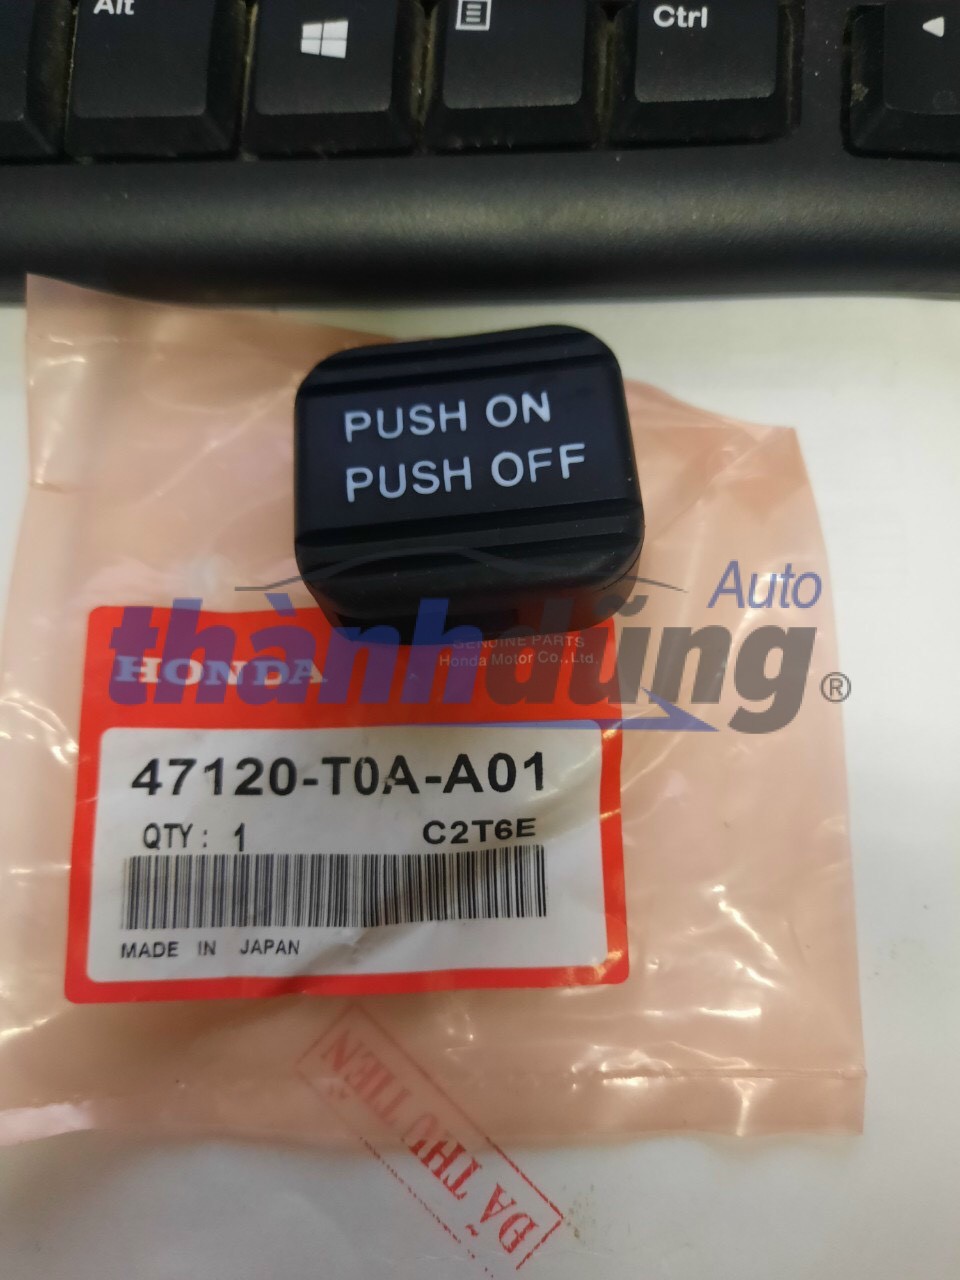 Alt
Ctrl
PUSH ON
PUSH OFF
Auto
thànhdũng®
GENUINE PARTS
HONDA
Honda Motor Co., Ltd.
47120-T0A-A01
QTY : 1
C2T6E
MADE IN JAPAN
ĐÃ THU TIỀN